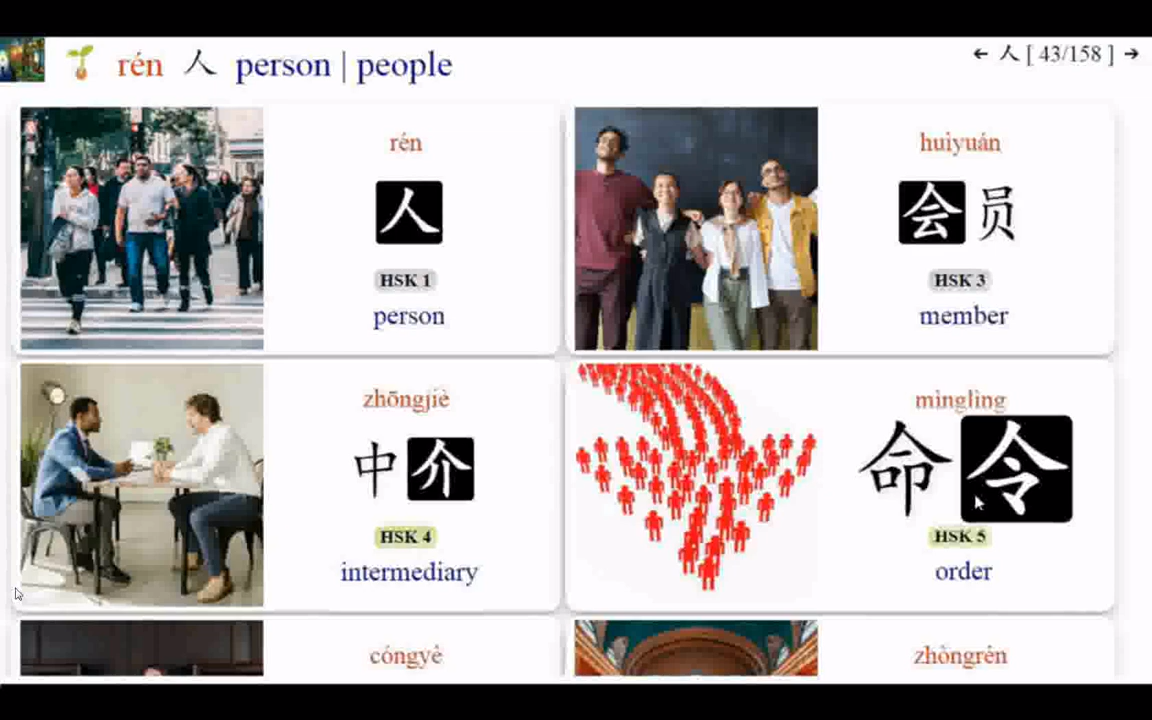 rén 人 person | people
← 人 [ 43/158 ] →
rén
人
HSK 1
person
huìyuán
会员
HSK 3
member
zhōngjiè
中介
HSK 4
intermediary
mìnglìng
命令
HSK 5
order
cóngyè
zhòngrén